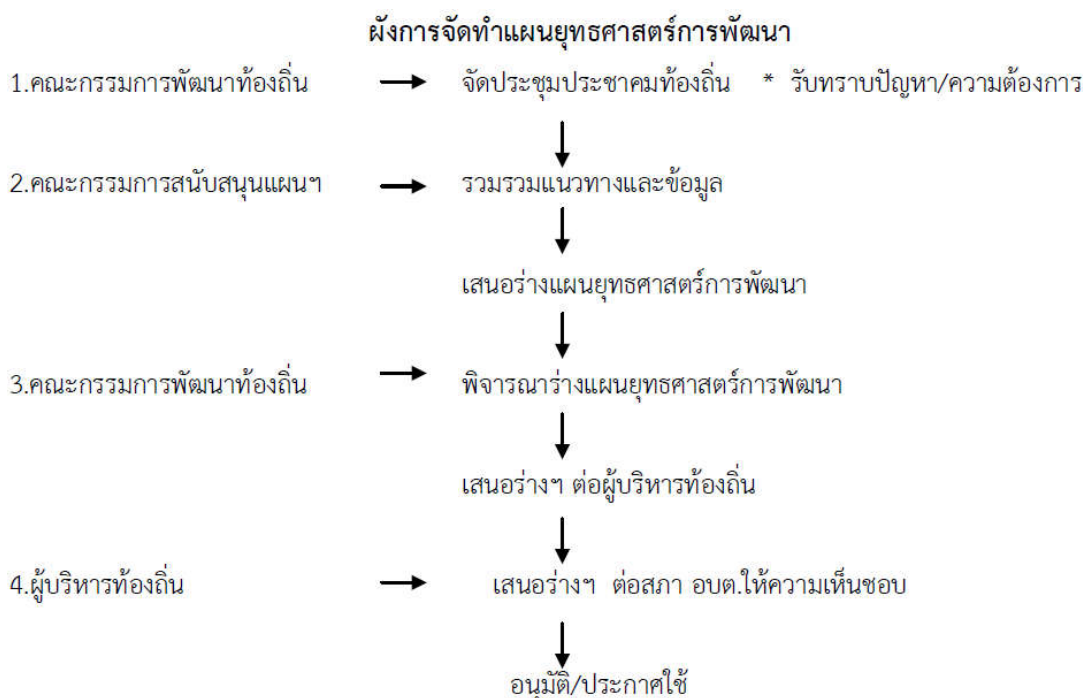 ผังการจัดทำแผนยุทธศาสตร์การพัฒนา
1.คณะกรรมการพัฒนาท้องถิ่น จัดประชุมประชาคมท้องถิ่น * รับทราบปัญหา/ความต้องการ
2.คณะกรรมการสนับสนุนแผนฯ รวมรวมแนวทางและข้อมูล
เสนอร่างแผนยุทธศาสตร์การพัฒนา
3.คณะกรรมการพัฒนาท้องถิ่น พิจารณาร่างแผนยุทธศาสตร์การพัฒนา
เสนอร่างฯ ต่อผู้บริหารท้องถิ่น
4.ผู้บริหารท้องถิ่น เสนอร่างฯ ต่อสภา อบต.ให้ความเห็นชอบ
อนุมัติ/ประกาศใช้